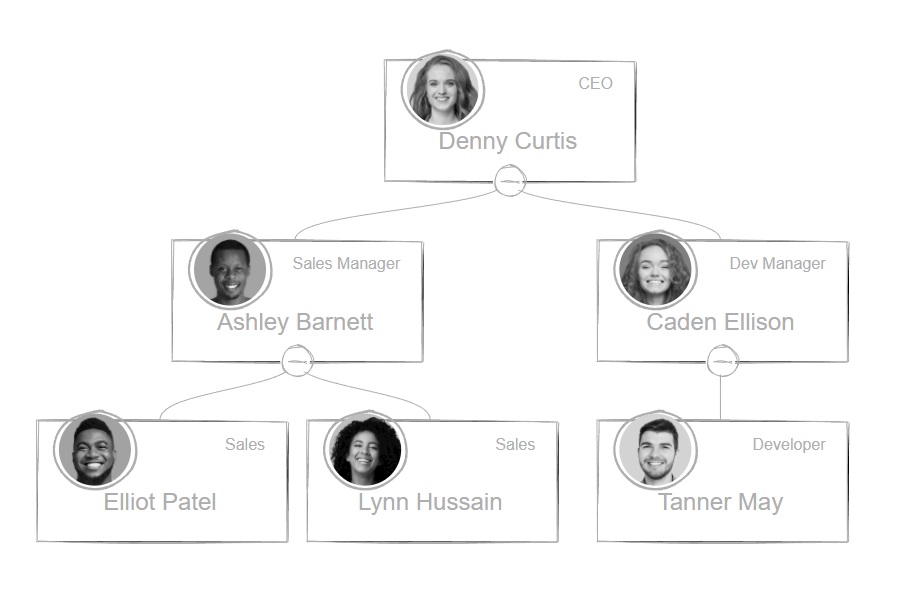 CEO
Denny Curtis
Sales Manager
Ashley Barnett
Dev Manager
Caden Ellison
Sales
Elliot Patel
Sales
Lynn Hussain
Developer
Tanner May